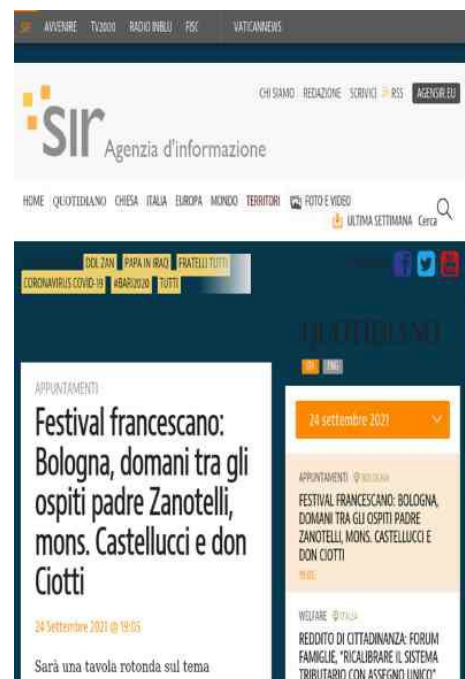 SIR AVVENIRE TV2000 RADIO INBLU FISC VATICANNEWS
CHI SIAMO REDAZIONE SCRIVICI RSS AGENSIR.EU
SIR Agenzia d'informazione
HOME QUOTIDIANO CHIESA ITALIA EUROPA MONDO TERRITORI FOTO E VIDEO
ULTIMA SETTIMANA Cerca
DDL ZAN PAPA IN IRAQ FRATELLI TUTTI
CORONAVIRUS COVID-19 #BARI2020 TUTTI
QUOTIDIANO
ITA ENG
APPUNTAMENTI
Festival francescano:
Bologna, domani tra gli
ospiti padre Zanotelli,
mons. Castellucci e don
Ciotti
24 Settembre 2021 @ 19:05
Sarà una tavola rotonda sul tema
24 settembre 2021
APPUNTAMENTI BOLOGNA
FESTIVAL FRANCESCANO: BOLOGNA,
DOMANI TRA GLI OSPITI PADRE
ZANOTELLI, MONS. CASTELLUCCI E
DON CIOTTI
19:05
WELFARE ITALIA
REDDITO DI CITTADINANZA: FORUM
FAMIGLIE, "RICALIBRARE IL SISTEMA
TRIBUTARIO CON ASSEGNO UNICO"